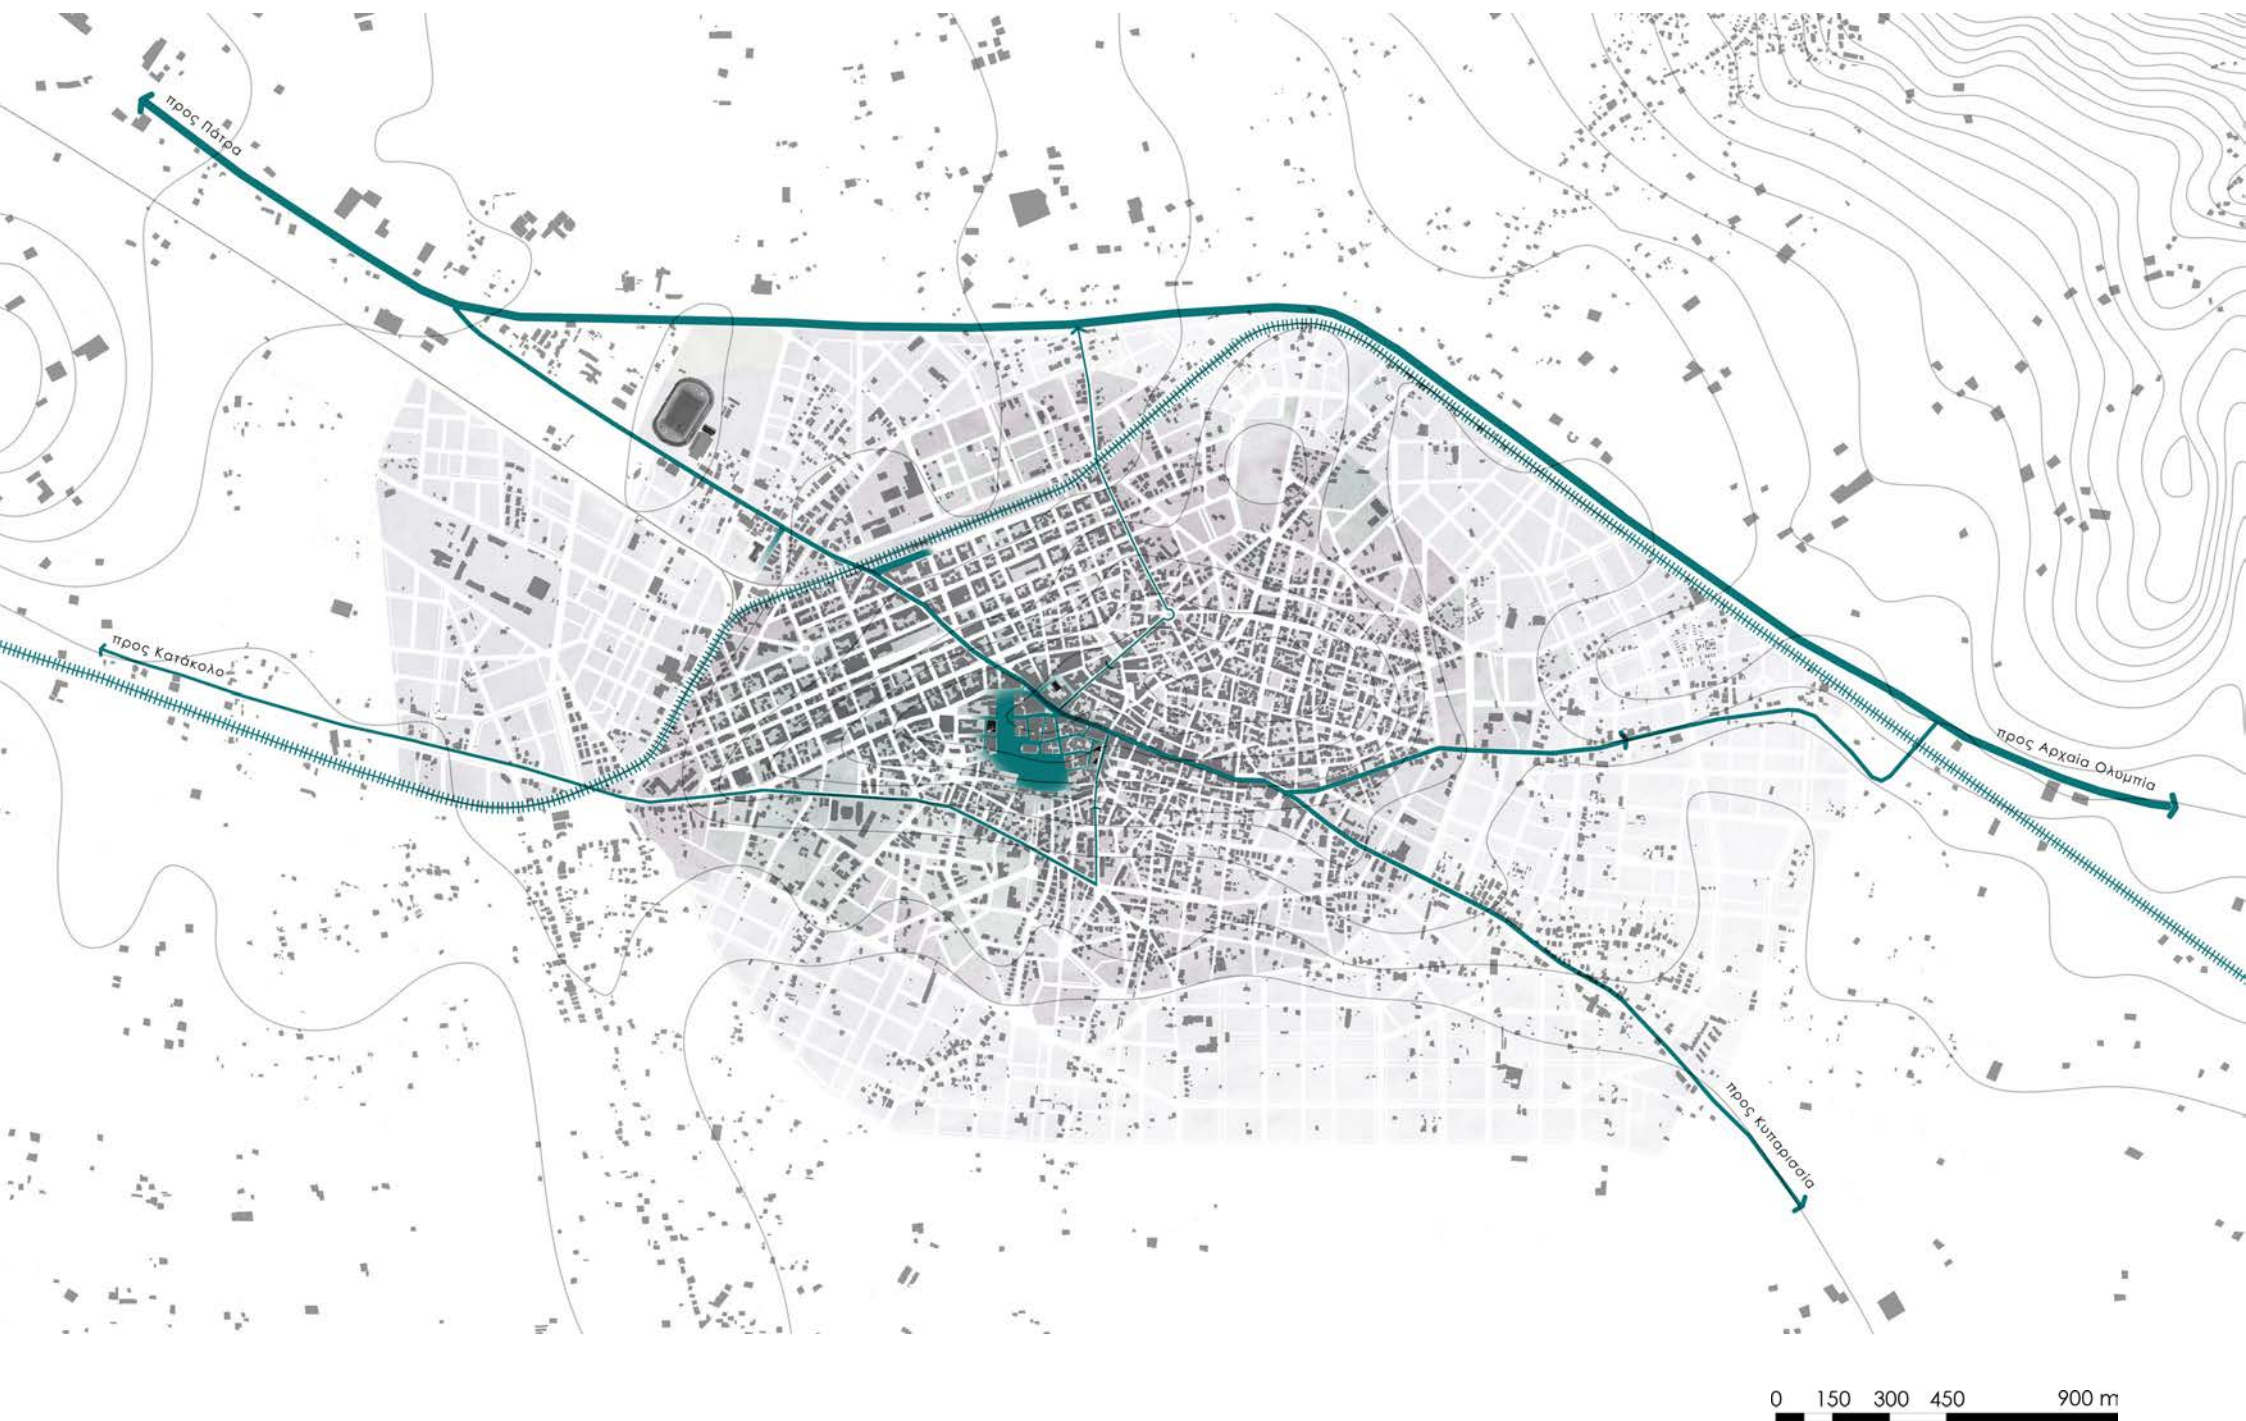 προς Πάτρα
προς Κατάκολο
προς Αρχαία Ολυμπία
προς Κυπαρισσία
0 150 300 450 900 m